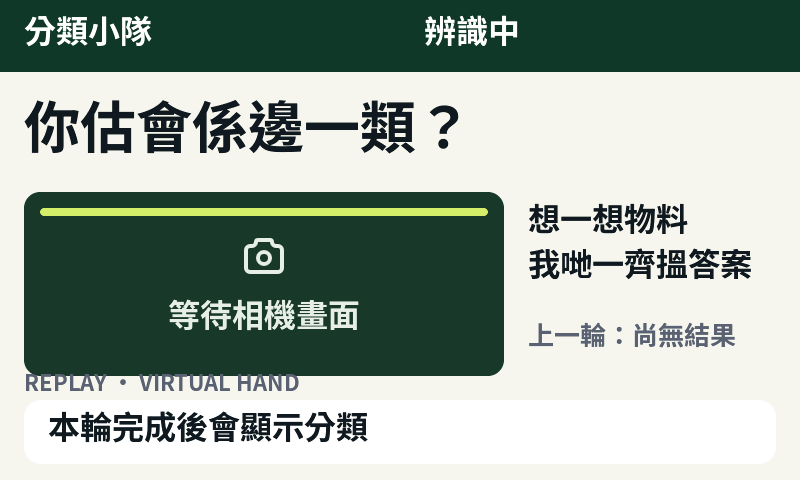 分類小隊
辨識中
你估會係邊一類？
等待相機畫面
想一想物料
我哋一齊搵答案
上一輪：尚無結果
REPLAY・VIRTUAL HAND
本輪完成後會顯示分類